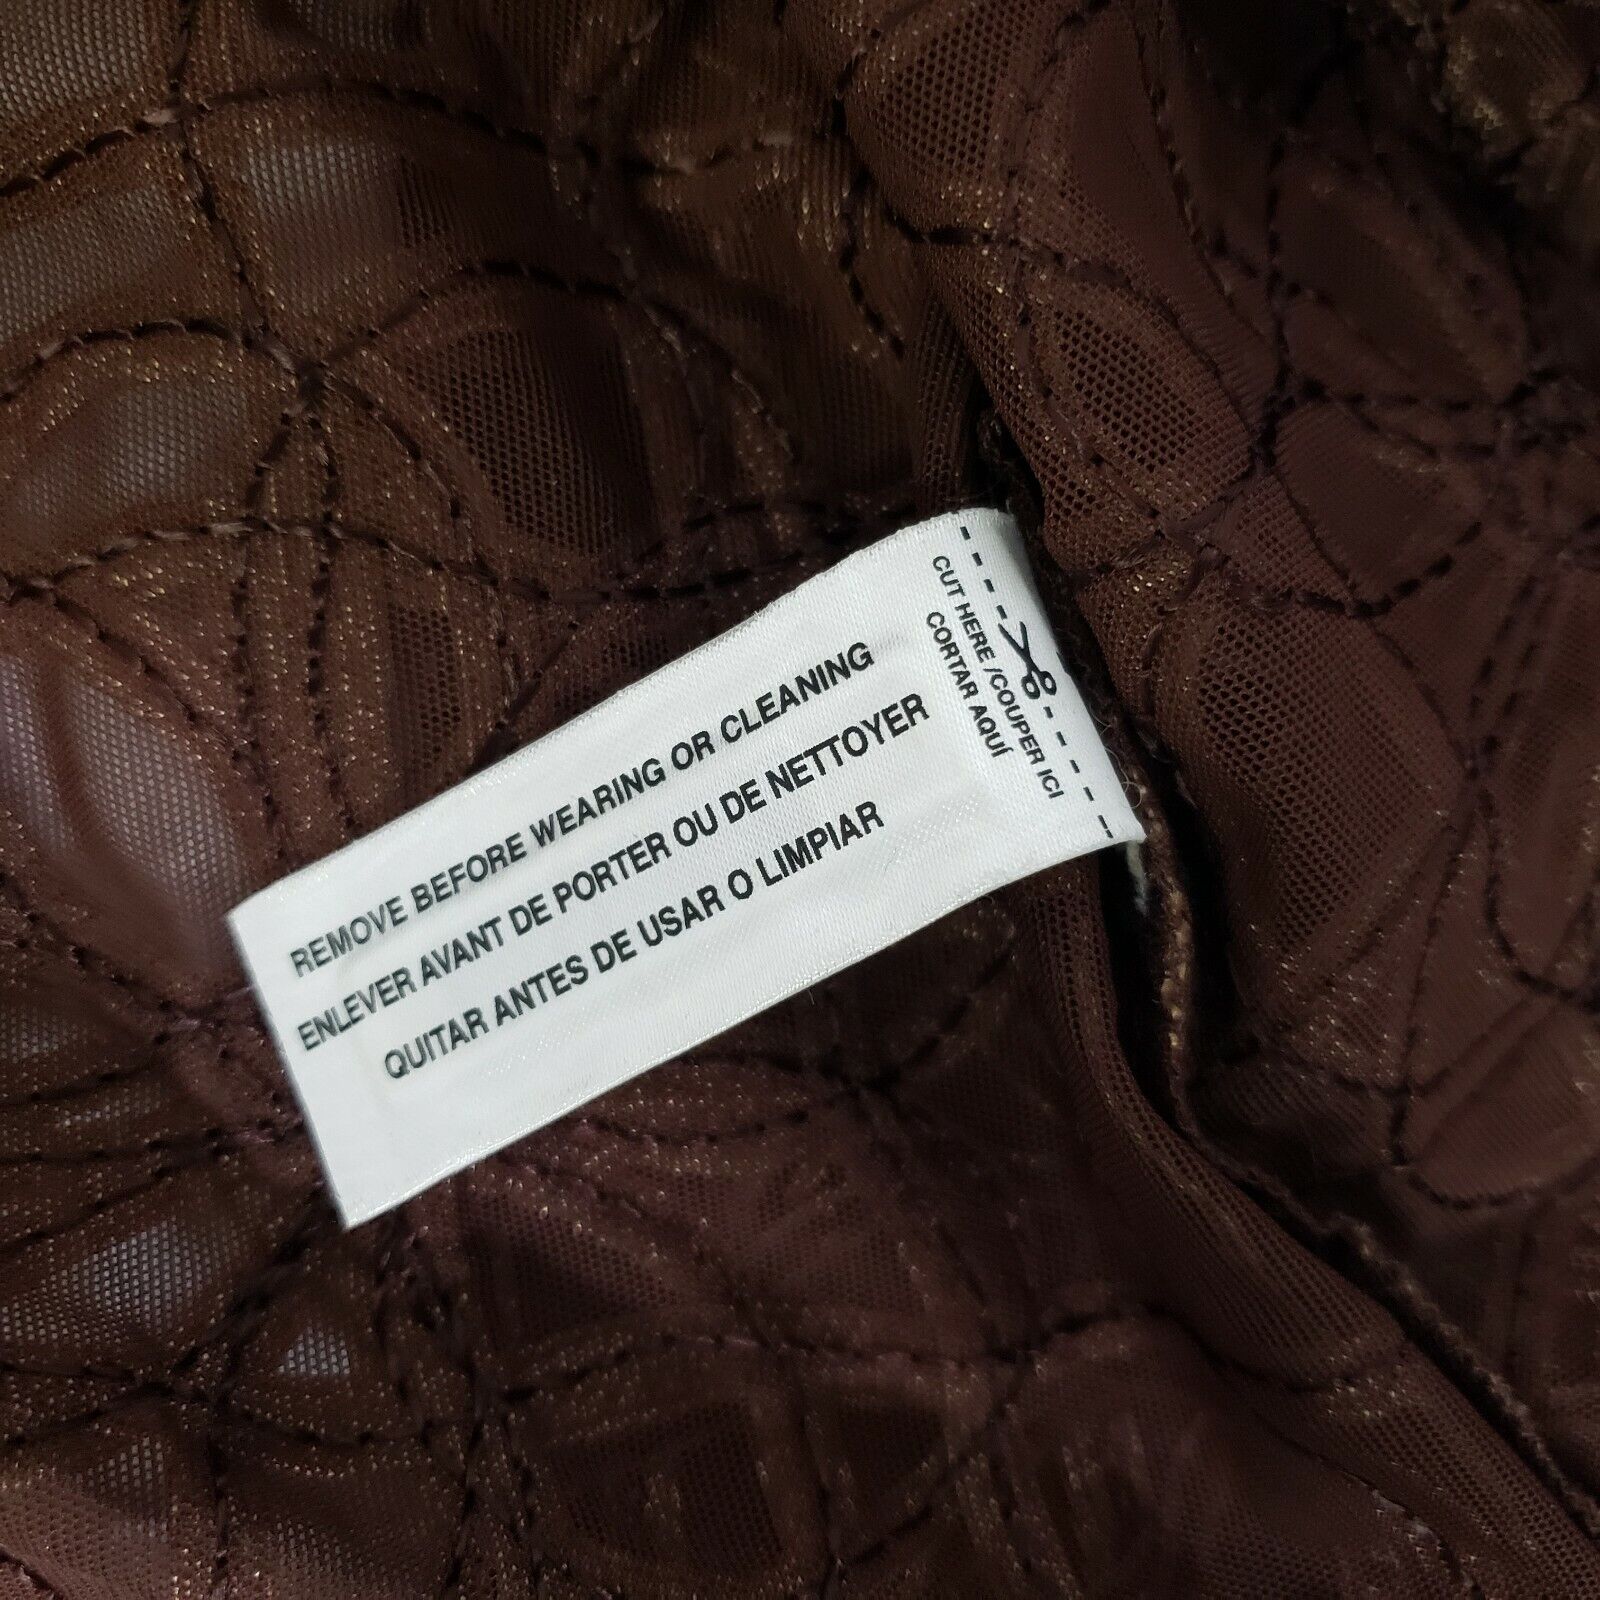 REMOVE BEFORE WEARING OR CLEANING
ENLEVER AVANT DE PORTER OU DE NETTOYER
QUITAR ANTES DE USAR O LIMPIAR
CUT HERE /COUPER ICI
CORTAR AQUÍ